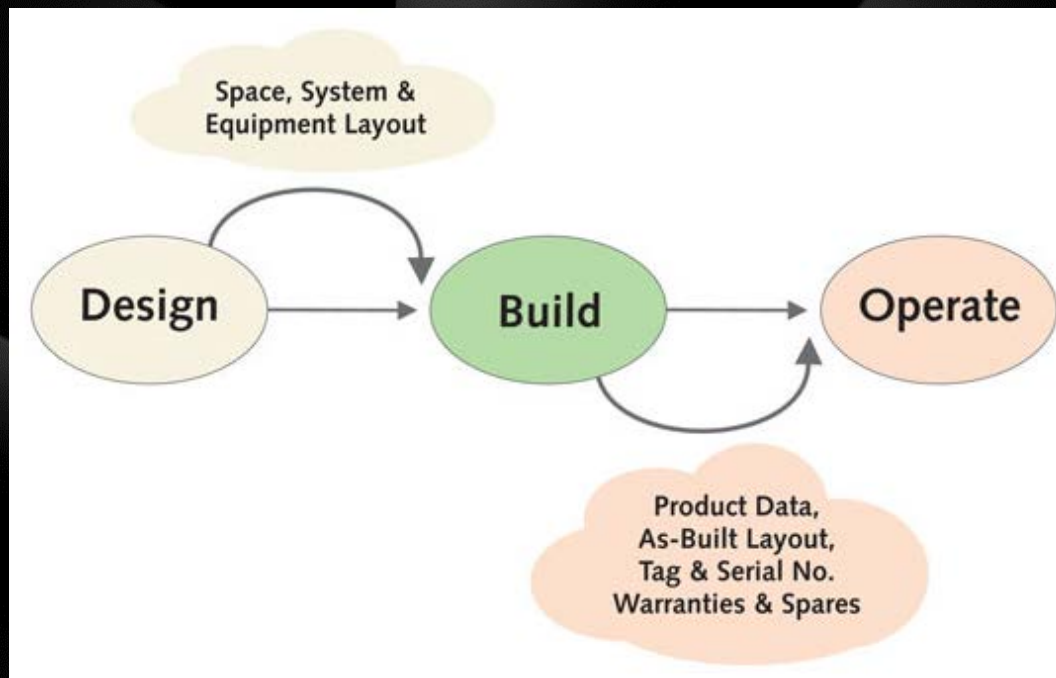 Space, System &
Equipment Layout
Design
Build
Operate
Product Data,
As-Built Layout,
Tag & Serial No.
Warranties & Spares